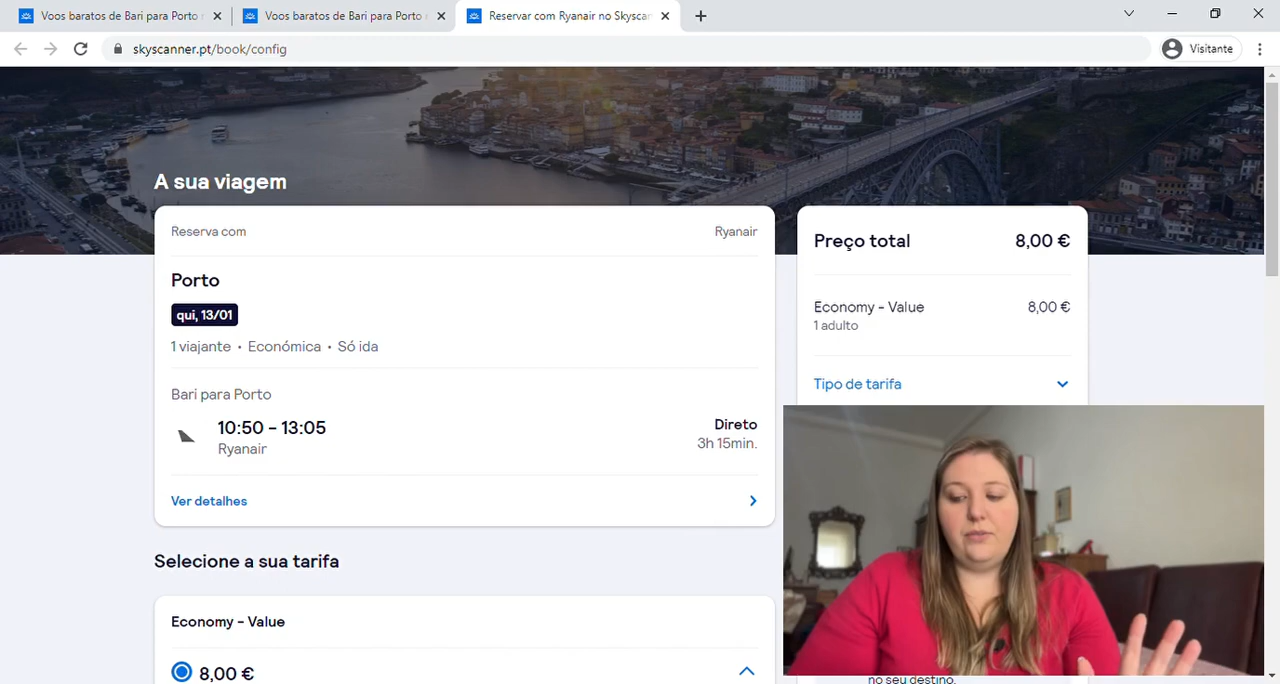 Voos baratos de Bari para Porto
Voos baratos de Bari para Porto
Reservar com Ryanair no Skyscan
skyscanner.pt/book/config
Visitante
A sua viagem
Reserva com
Ryanair
Porto
qui, 13/01
1 viajante • Económica • Só ida
Bari para Porto
10:50 – 13:05
Ryanair
Direto
3h 15min.
Ver detalhes
Selecione a sua tarifa
Economy - Value
8,00 €
Preço total
8,00 €
Economy - Value
8,00 €
1 adulto
Tipo de tarifa
no seu destino.